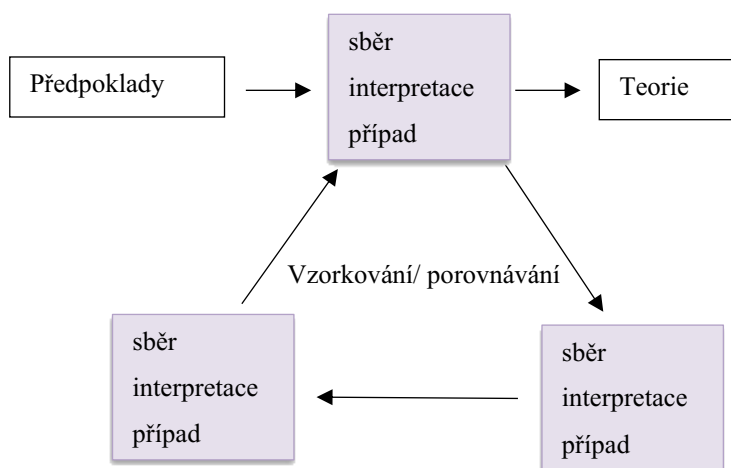 Předpoklady
sběr
interpretace
případ
Teorie
Vzorkování/ porovnávání
sběr
interpretace
případ
sběr
interpretace
případ